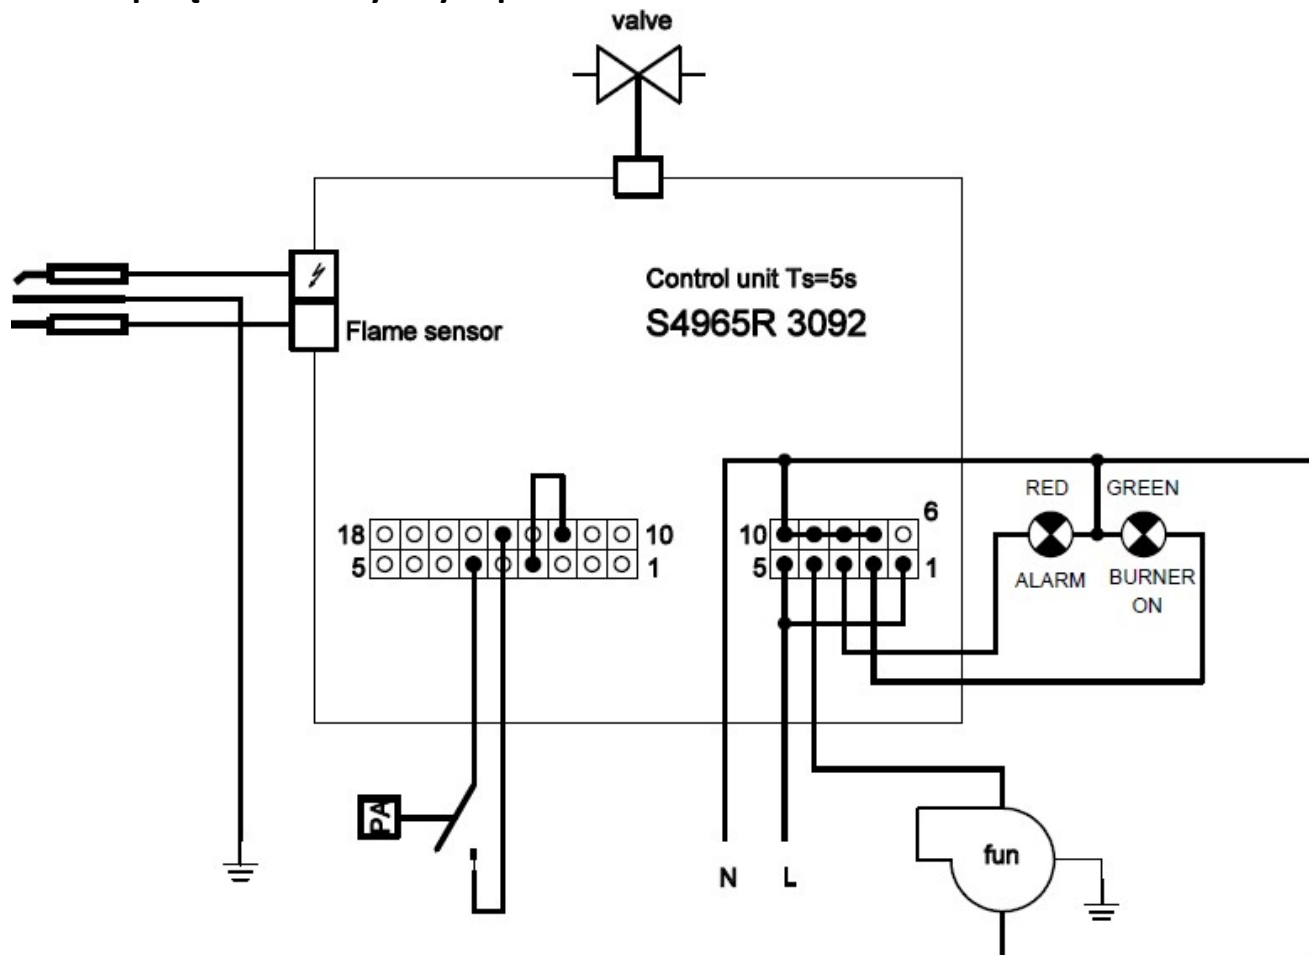 valve
Control unit Ts=5s
S4965R 3092
Flame sensor
RED GREEN
6
18 10 10
5 1 5 1
ALARM BURNER
ON
PA
N L
fun